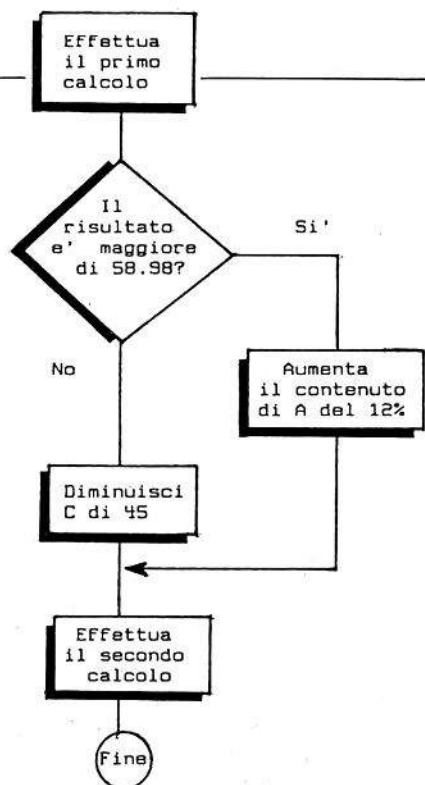 Effettua
il primo
calcolo
Il
risultato
e' maggiore
di 58.98?
Si'
No
Aumenta
il contenuto
di A del 12%
Diminuisci
C di 45
Effettua
il secondo
calcolo
Fine